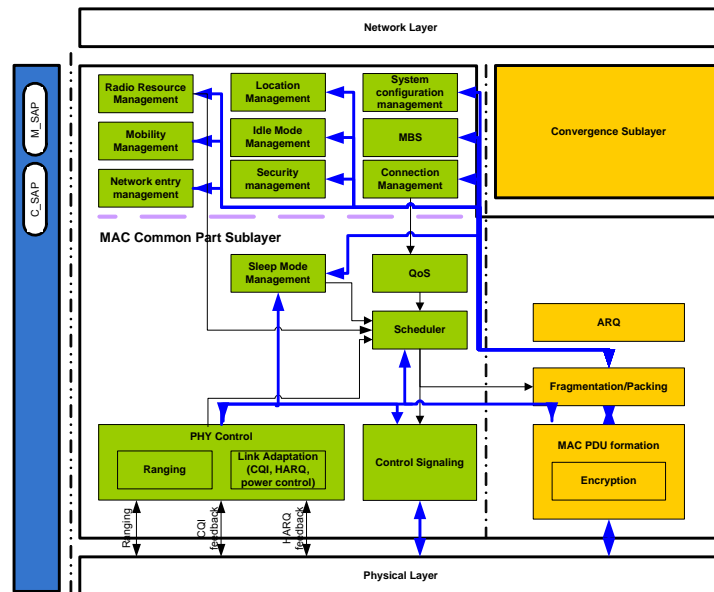 Network Layer
M_SAP
C_SAP
Radio Resource
Management
Location
Management
System
configuration
management
Mobility
Management
Idle Mode
Management
MBS
Convergence Sublayer
Network entry
management
Security
management
Connection
Management
MAC Common Part Sublayer
Sleep Mode
Management
QoS
Scheduler
ARQ
Fragmentation/Packing
PHY Control
Ranging
Link Adaptation
(CQI, HARQ,
power control)
Control Signaling
MAC PDU formation
Encryption
Ranging
CQI
feedback
HARQ
feedback
Physical Layer